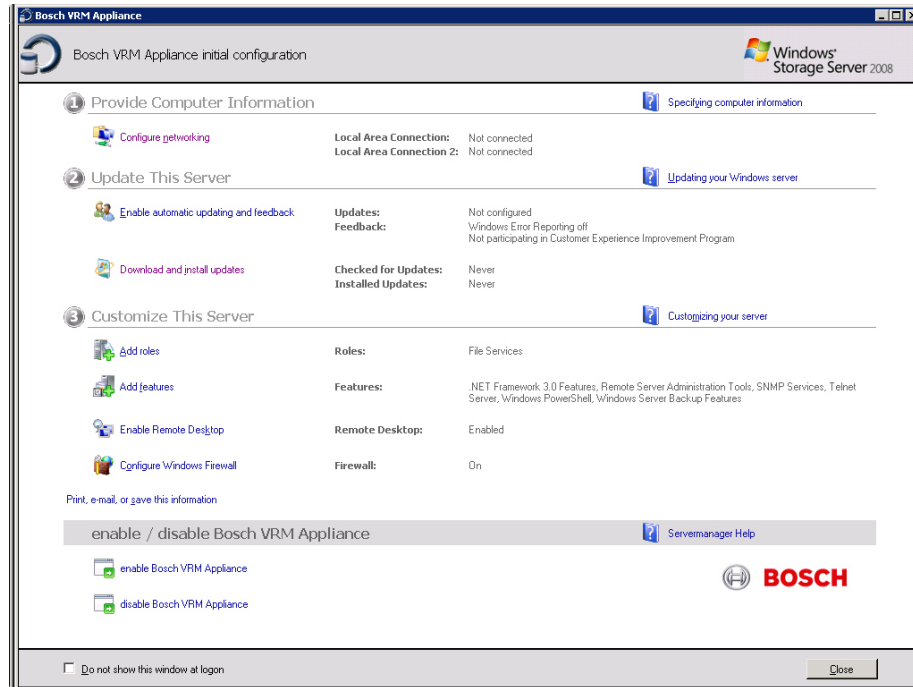 Bosch VRM Appliance
Bosch VRM Appliance initial configuration
Windows®
Storage Server 2008
1 Provide Computer Information
Specifying computer information
Configure networking Local Area Connection: Not connected
Local Area Connection 2: Not connected
2 Update This Server
Updating your Windows server
Enable automatic updating and feedback Updates: Not configured
Feedback: Windows Error Reporting off
Not participating in Customer Experience Improvement Program
Download and install updates Checked for Updates: Never
Installed Updates: Never
3 Customize This Server
Customizing your server
Add roles Roles: File Services
Add features Features: .NET Framework 3.0 Features, Remote Server Administration Tools, SNMP Services, Telnet
Server, Windows PowerShell, Windows Server Backup Features
Enable Remote Desktop Remote Desktop: Enabled
Configure Windows Firewall Firewall: On
Print, e-mail, or save this information
enable / disable Bosch VRM Appliance
Servermanager Help
enable Bosch VRM Appliance
BOSCH
disable Bosch VRM Appliance
Do not show this window at logon
Close